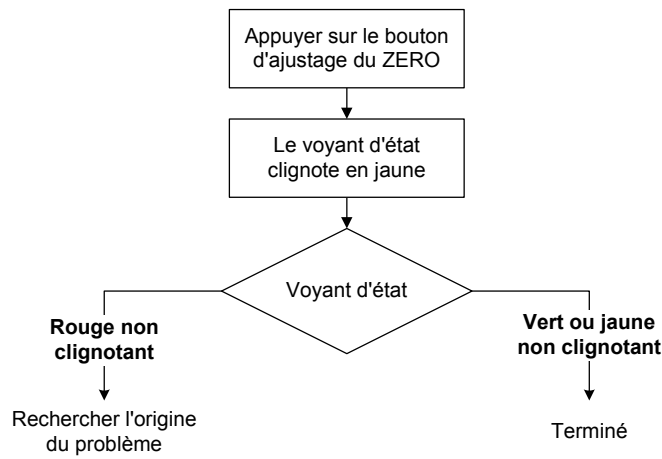 Appuyer sur le bouton
d'ajustage du ZERO
Le voyant d'état
clignote en jaune
Voyant d'état
Rouge non
clignotant
Vert ou jaune
non clignotant
Rechercher l'origine
du problème
Terminé